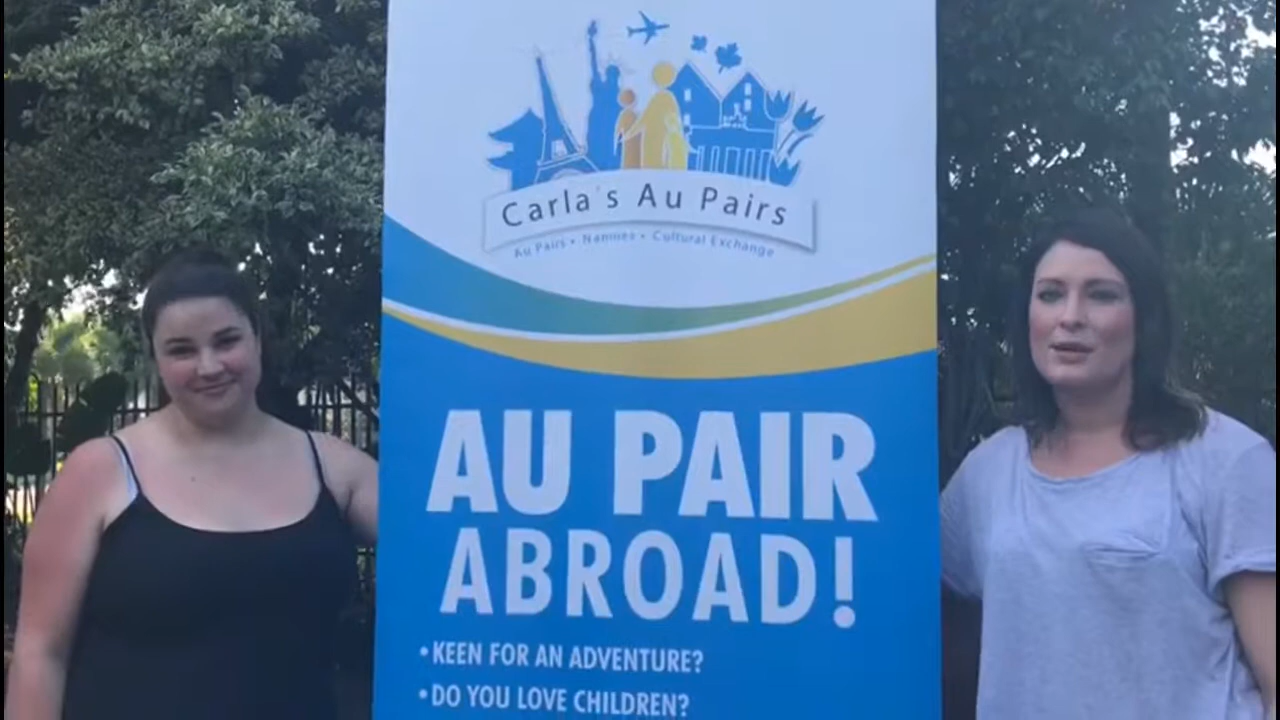 Carla's Au Pairs
Au Pairs • Nannies • Cultural Exchange
AU PAIR
ABROAD!
• KEEN FOR AN ADVENTURE?
• DO YOU LOVE CHILDREN?